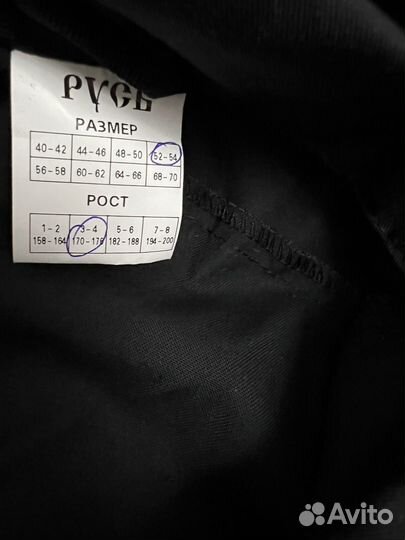 РУСЬ
РАЗМЕР
40-42 44-46 48-50 52-54
56-58 60-62 64-66 68-70
РОСТ
1-2 3-4 5-6 7-8
158-164 170-176 182-188 194-200
Avito